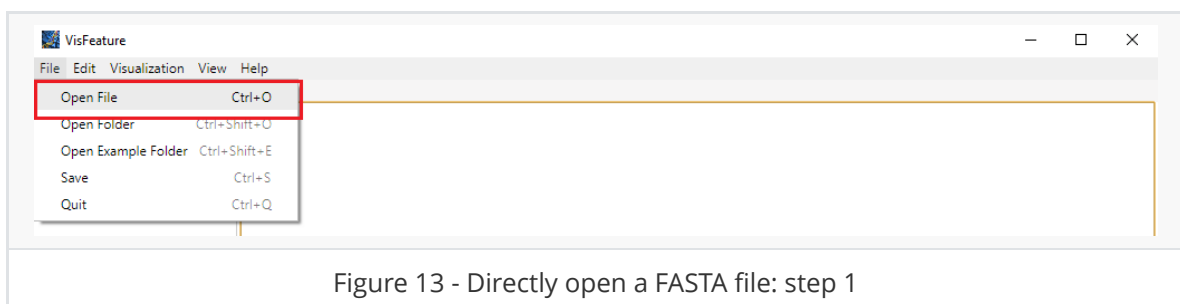 VisFeature
File Edit Visualization View Help
Open File Ctrl+O
Open Folder Ctrl+Shift+O
Open Example Folder Ctrl+Shift+E
Save Ctrl+S
Quit Ctrl+Q
Figure 13 - Directly open a FASTA file: step 1